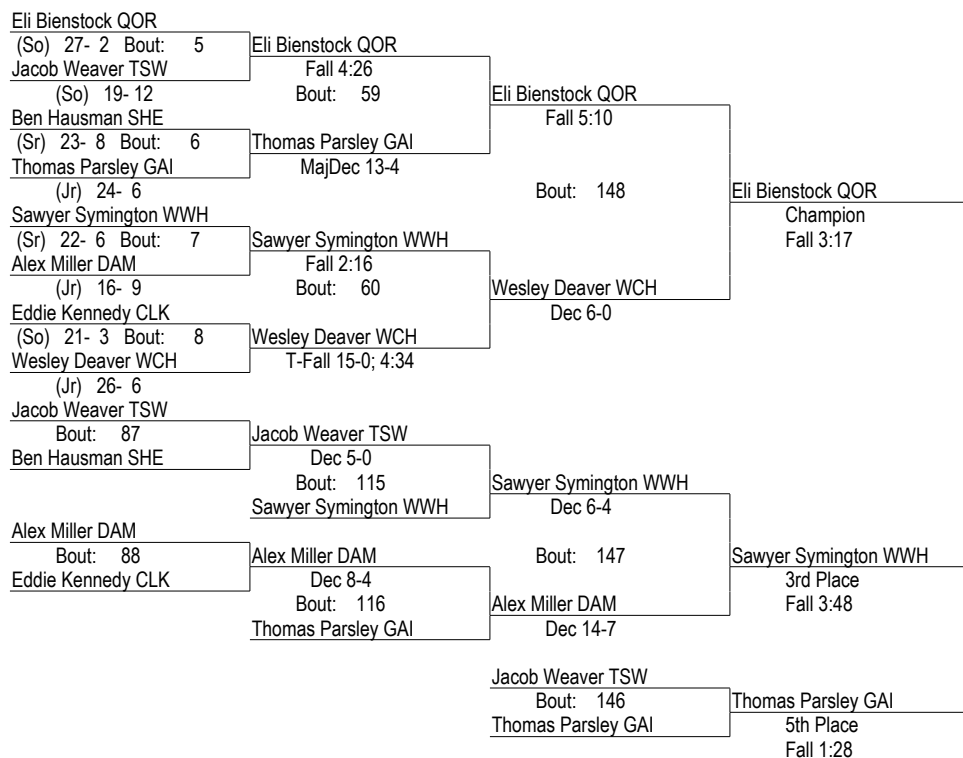 Eli Bienstock QOR
(So) 27- 2 Bout: 5
Jacob Weaver TSW
(So) 19- 12
Ben Hausman SHE
(Sr) 23- 8 Bout: 6
Thomas Parsley GAI
(Jr) 24- 6
Sawyer Symington WWH
(Sr) 22- 6 Bout: 7
Alex Miller DAM
(Jr) 16- 9
Eddie Kennedy CLK
(So) 21- 3 Bout: 8
Wesley Deaver WCH
(Jr) 26- 6
Eli Bienstock QOR
Fall 4:26
Bout: 59
Thomas Parsley GAI
MajDec 13-4
Sawyer Symington WWH
Fall 2:16
Bout: 60
Wesley Deaver WCH
T-Fall 15-0; 4:34
Eli Bienstock QOR
Fall 5:10
Bout: 148
Wesley Deaver WCH
Dec 6-0
Eli Bienstock QOR
Champion
Fall 3:17
Jacob Weaver TSW
Bout: 87
Ben Hausman SHE
Alex Miller DAM
Bout: 88
Eddie Kennedy CLK
Jacob Weaver TSW
Dec 5-0
Bout: 115
Sawyer Symington WWH
Alex Miller DAM
Dec 8-4
Bout: 116
Thomas Parsley GAI
Sawyer Symington WWH
Dec 6-4
Bout: 147
Alex Miller DAM
Dec 14-7
Sawyer Symington WWH
3rd Place
Fall 3:48
Jacob Weaver TSW
Bout: 146
Thomas Parsley GAI
Thomas Parsley GAI
5th Place
Fall 1:28